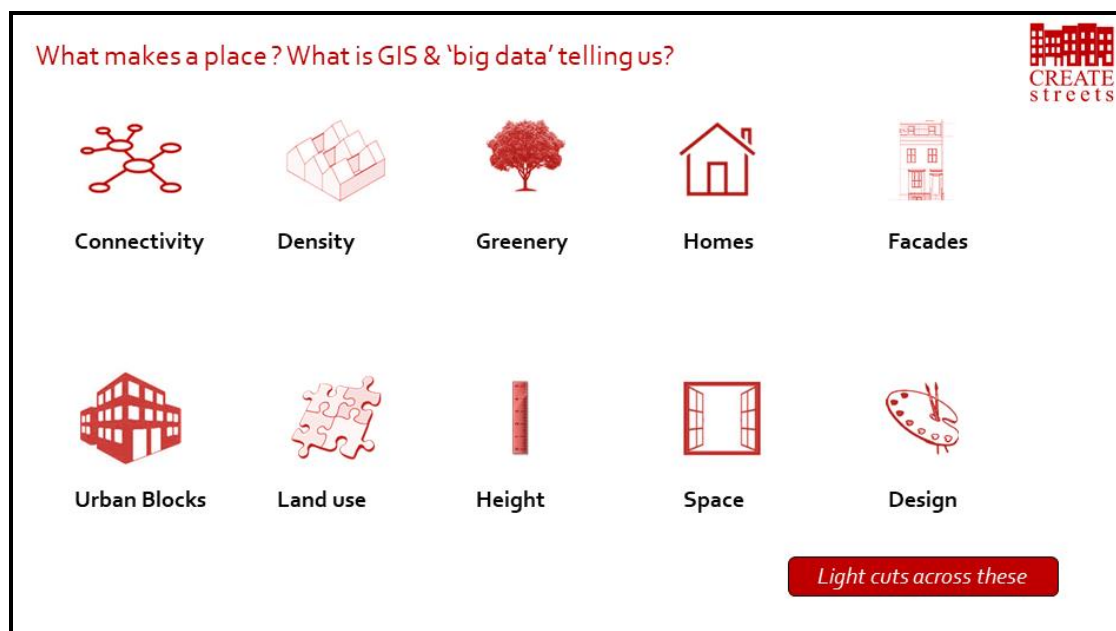 What makes a place ? What is GIS & ‘big data’ telling us?
CREATE
streets
Connectivity
Density
Greenery
Homes
Facades
Urban Blocks
Land use
Height
Space
Design
Light cuts across these